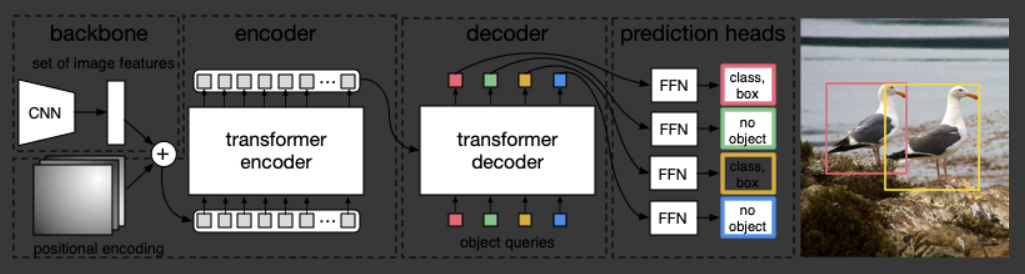 backbone
set of image features
CNN
+
positional encoding
encoder
...
transformer
encoder
...
decoder
transformer
decoder
object queries
prediction heads
FFN
class,
box
FFN
no
object
FFN
class,
box
FFN
no
object